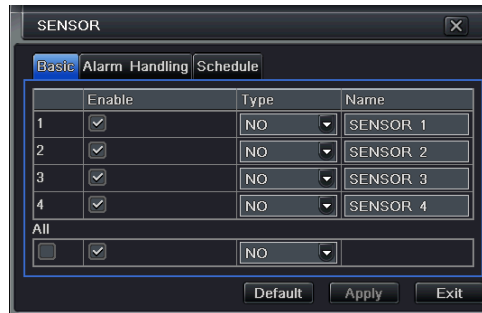 SENSOR
Basic Alarm Handling Schedule
Enable Type Name
1 NO SENSOR 1
2 NO SENSOR 2
3 NO SENSOR 3
4 NO SENSOR 4
All
NO
Default Apply Exit